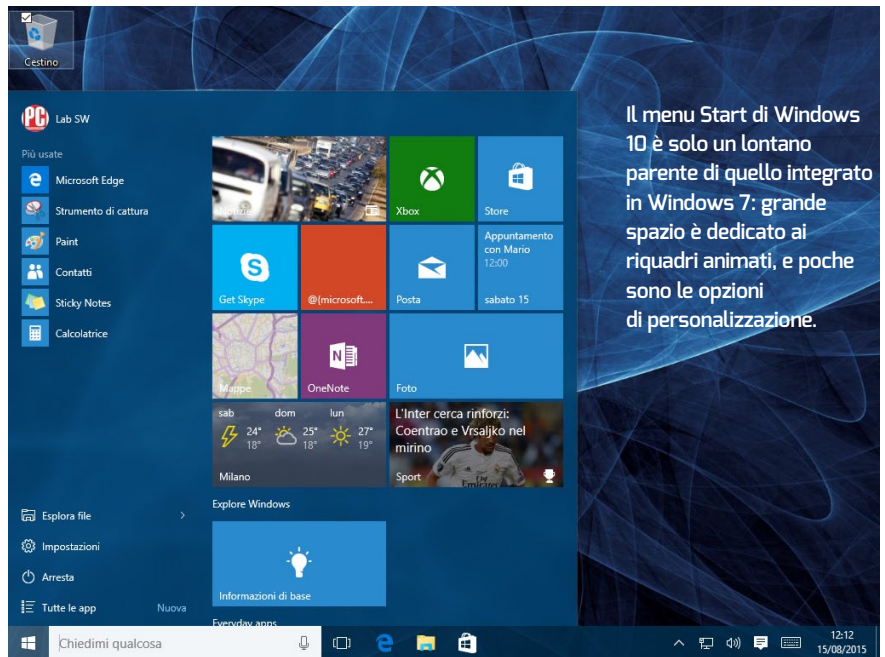 Cestino
PC
Lab SW
Più usate
Microsoft Edge
Strumento di cattura
Paint
Contatti
Sticky Notes
Calcolatrice
Esplora file
Impostazioni
Arresta
Tutte le app Nuova
Notizie
Xbox
Store
Get Skype
@{microsoft....
Posta
Appuntamento
con Mario
12:00
sabato 15
Mappe
OneNote
Foto
sab dom lun
24° 25° 27°
18° 18° 19°
Milano
L'Inter cerca rinforzi:
Coentrao e Vrsaljko nel
mirino
Fly
Emirates
Sport
Explore Windows
Informazioni di base
Everyday apps
Il menu Start di Windows
10 è solo un lontano
parente di quello integrato
in Windows 7: grande
spazio è dedicato ai
riquadri animati, e poche
sono le opzioni
di personalizzazione.
Chiedimi qualcosa
12:12
15/08/2015